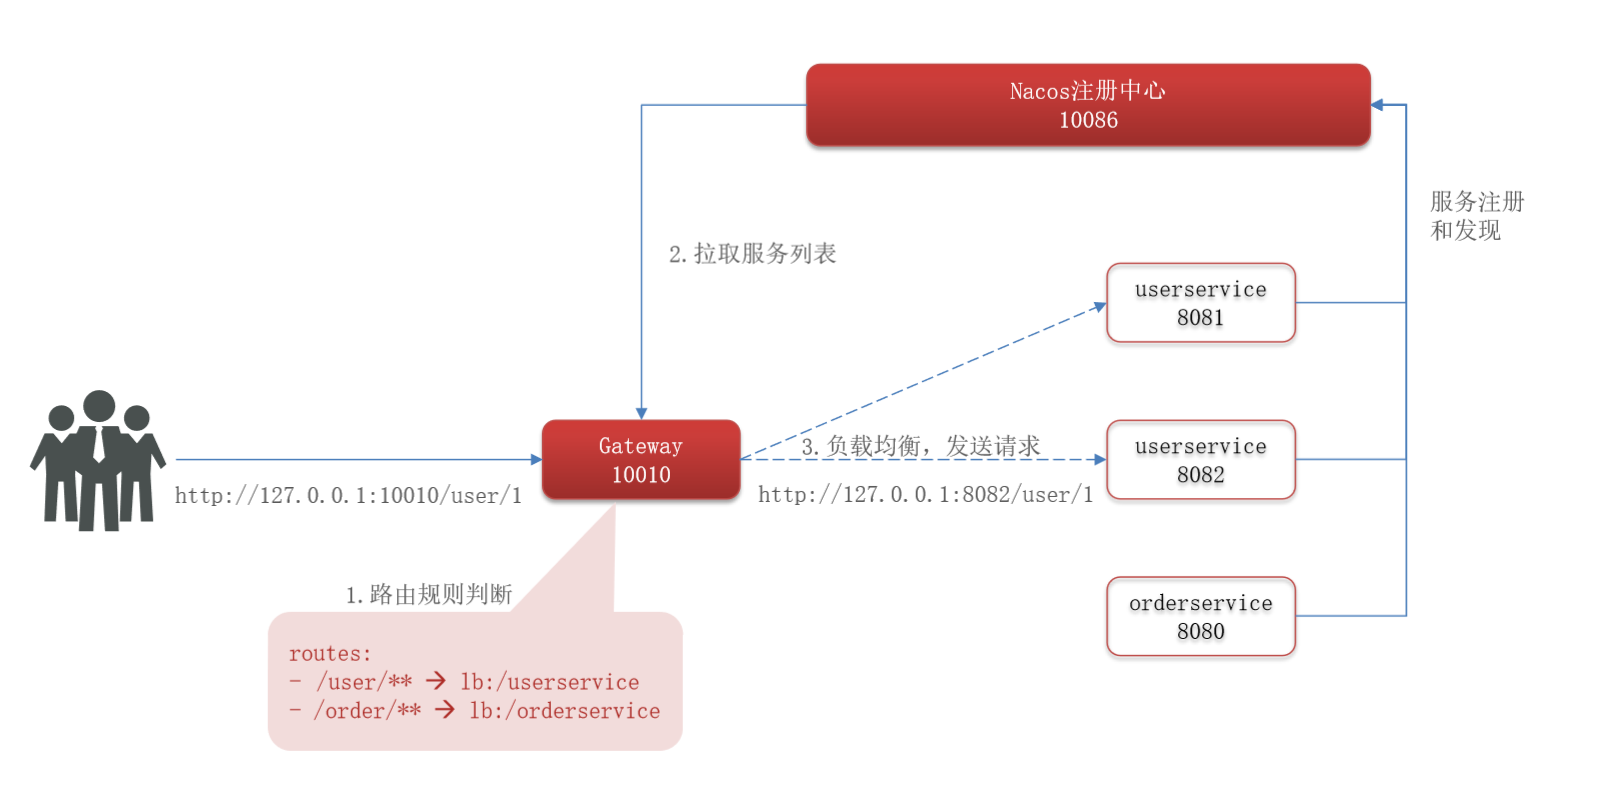 Nacos注册中心
10086
服务注册
和发现
2.拉取服务列表
userservice
8081
Gateway
10010
3.负载均衡，发送请求
userservice
8082
http://127.0.0.1:10010/user/1
http://127.0.0.1:8082/user/1
1.路由规则判断
orderservice
8080
routes:
- /user/** → lb:/userservice
- /order/** → lb:/orderservice